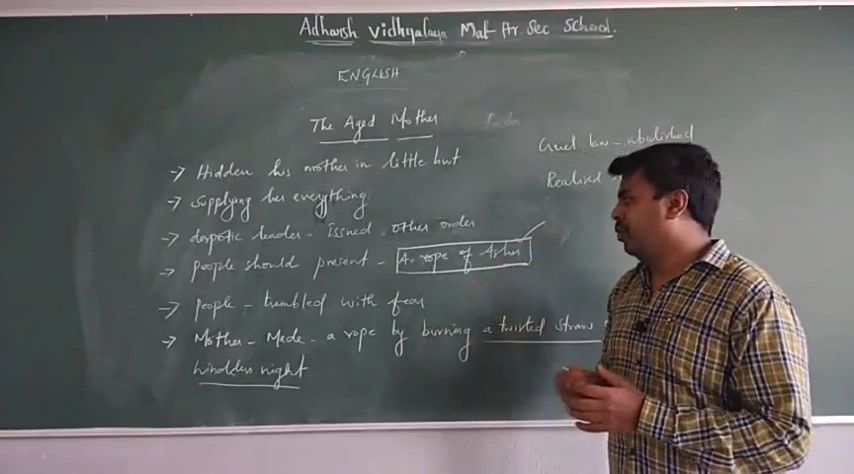 Adharsh Vidhyalaya Mat Hr Sec School.
ENGLISH
The Aged Mother
→ Hidden his mother in little hut
→ supplying her everything
→ despotic leader - Issued other order
→ people should present - A rope of Ashes
→ people - trembled with fear
→ Mother - Made - a rope by burning a twisted straw
night
Cruel law - abolished
Realised